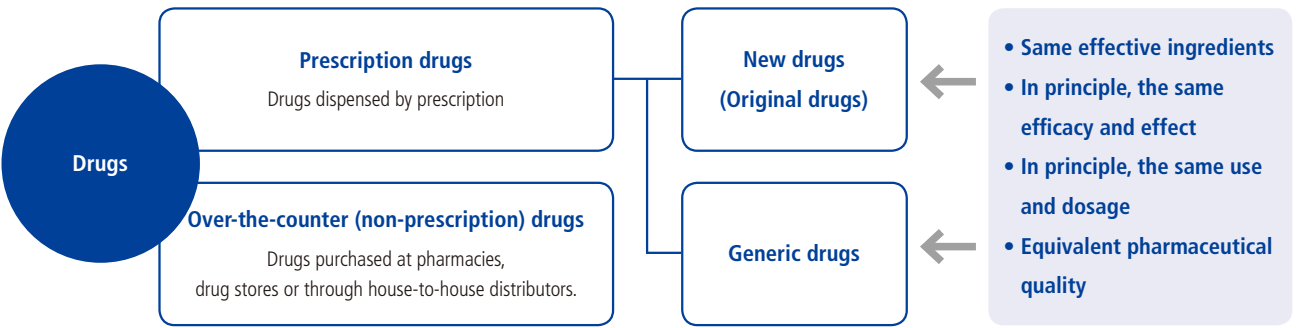 Drugs
Prescription drugs
Drugs dispensed by prescription
Over-the-counter (non-prescription) drugs
Drugs purchased at pharmacies,
drug stores or through house-to-house distributors.
New drugs
(Original drugs)
Generic drugs
• Same effective ingredients
• In principle, the same
efficacy and effect
• In principle, the same use
and dosage
• Equivalent pharmaceutical
quality